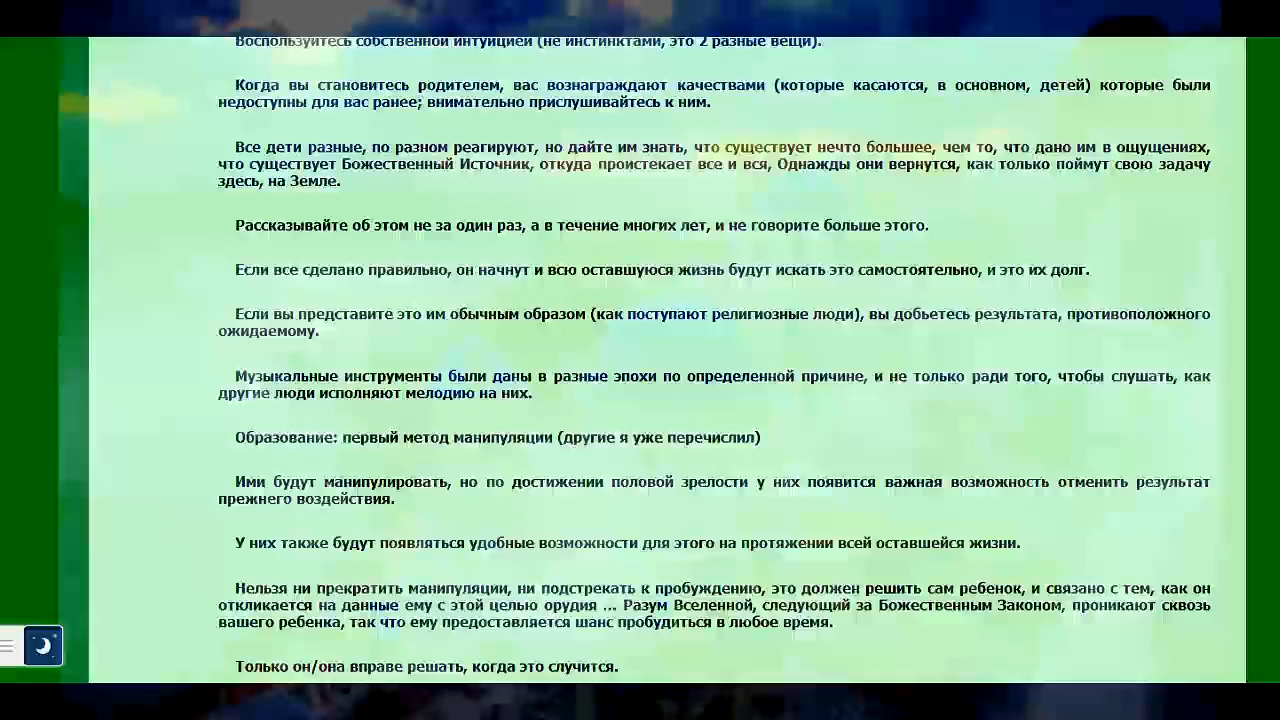 Воспользуйтесь собственной интуицией (не инстинктами, это 2 разные вещи).
Когда вы становитесь родителем, вас вознаграждают качествами (которые касаются, в основном, детей) которые были
недоступны для вас ранее; внимательно прислушивайтесь к ним.
Все дети разные, по разном реагируют, но дайте им знать, что существует нечто большее, чем то, что дано им в ощущениях,
что существует Божественный Источник, откуда проистекает все и вся, Однажды они вернутся, как только поймут свою задачу
здесь, на Земле.
Рассказывайте об этом не за один раз, а в течение многих лет, и не говорите больше этого.
Если все сделано правильно, он начнут и всю оставшуюся жизнь будут искать это самостоятельно, и это их долг.
Если вы представите это им обычным образом (как поступают религиозные люди), вы добьетесь результата, противоположного
ожидаемому.
Музыкальные инструменты были даны в разные эпохи по определенной причине, и не только ради того, чтобы слушать, как
другие люди исполняют мелодию на них.
Образование: первый метод манипуляции (другие я уже перечислил)
Ими будут манипулировать, но по достижении половой зрелости у них появится важная возможность отменить результат
прежнего воздействия.
У них также будут появляться удобные возможности для этого на протяжении всей оставшейся жизни.
Нельзя ни прекратить манипуляции, ни подстрекать к пробуждению, это должен решить сам ребенок, и связано с тем, как он
откликается на данные ему с этой целью орудия ... Разум Вселенной, следующий за Божественным Законом, проникают сквозь
вашего ребенка, так что ему предоставляется шанс пробудиться в любое время.
Только он/она вправе решать, когда это случится.